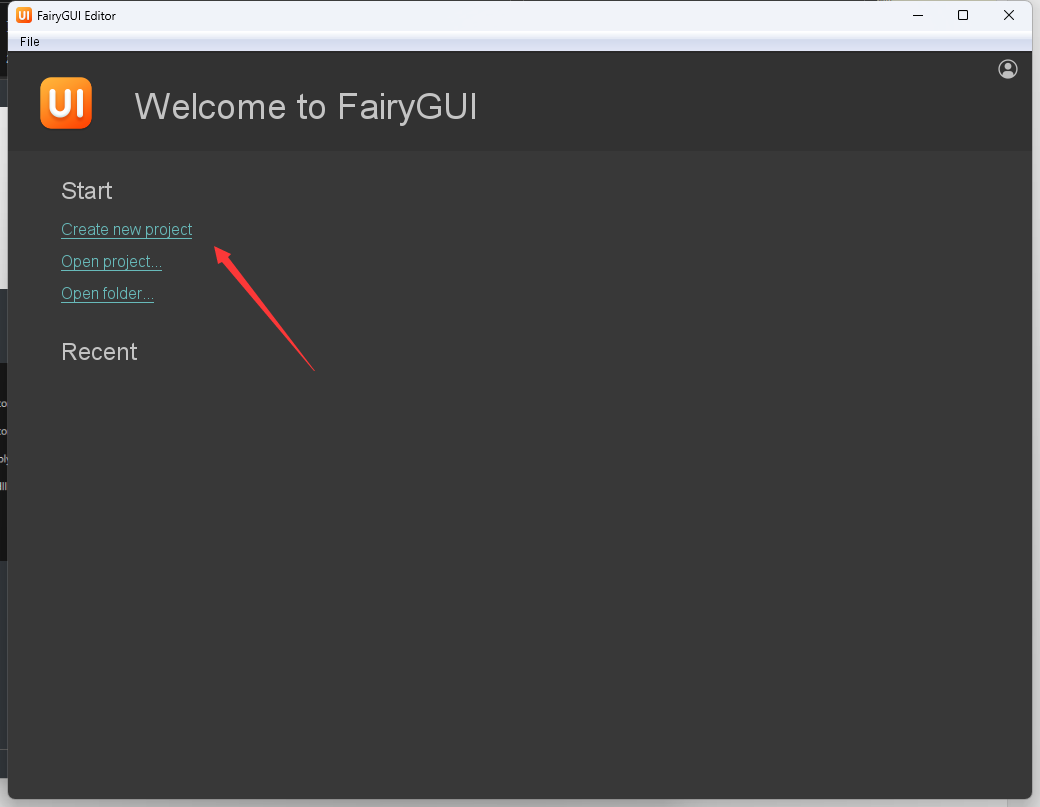 UI FairyGUI Editor
File
UI Welcome to FairyGUI
Start
Create new project
Open project...
Open folder...
Recent